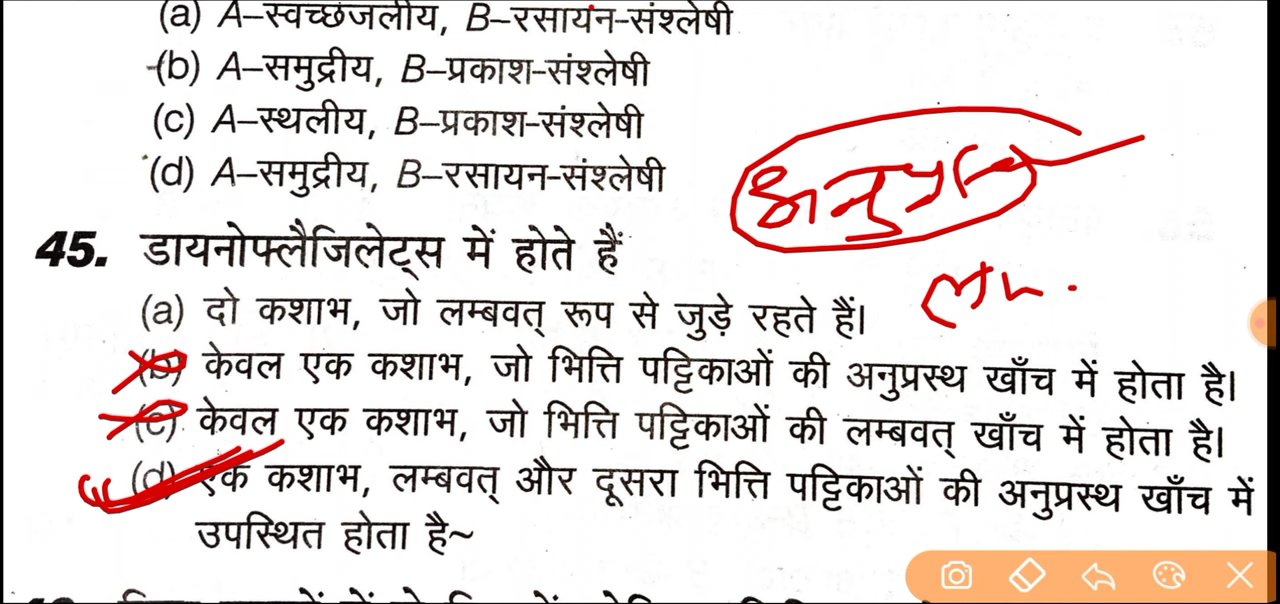 (a) A–स्वच्छजलीय, B–रसायन-संश्लेषी
(b) A–समुद्रीय, B–प्रकाश-संश्लेषी
(c) A–स्थलीय, B–प्रकाश-संश्लेषी
(d) A–समुद्रीय, B–रसायन-संश्लेषी
45. डायनोफ्लैजिलेट्स में होते हैं
(a) दो कशाभ, जो लम्बवत् रूप से जुड़े रहते हैं।
(b) केवल एक कशाभ, जो भित्ति पट्टिकाओं की अनुप्रस्थ खाँच में होता है।
(c) केवल एक कशाभ, जो भित्ति पट्टिकाओं की लम्बवत् खाँच में होता है।
(d) एक कशाभ, लम्बवत् और दूसरा भित्ति पट्टिकाओं की अनुप्रस्थ खाँच में
उपस्थित होता है~